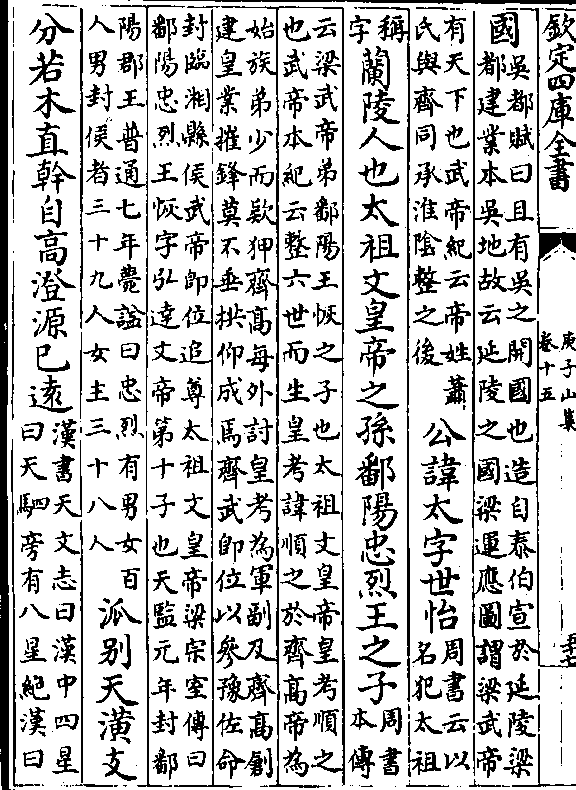 欽定四庫全書
庾子山集
卷十五
國
吳都賦曰且有吳之開國也造自泰伯宣於延陵梁
都建業本吳地故云延陵之國梁運應圖謂梁武帝
有天下也武帝紀云帝姓蕭
氏與齊同承淮陰整之後
公諱太字世怡
周書云以
名犯太祖
稱
字
蘭陵人也太祖文皇帝之孫鄱陽忠烈王之子
周書
本傳
云梁武帝弟鄱陽王恢之子也太祖文皇帝皇考順之
也武帝本紀云整六世而生皇考諱順之於齊高帝為
始族弟少而欵狎齊高每外討皇考為軍副及齊高創
建皇業摧鋒莫不垂拱仰成焉齊武即位以參豫佐命
封臨湘縣侯武帝即位追尊太祖文皇帝梁宗室傳曰
鄱陽忠烈王恢字弘達文帝第十子也天監元年封鄱
陽郡王普通七年薨諡曰忠烈有男女百
人男封侯者三十九人女主三十八人
派别天潢支
分若木直幹自高澄源已遠
漢書天文志曰漢中四星
曰天駟旁有八星絶漢曰